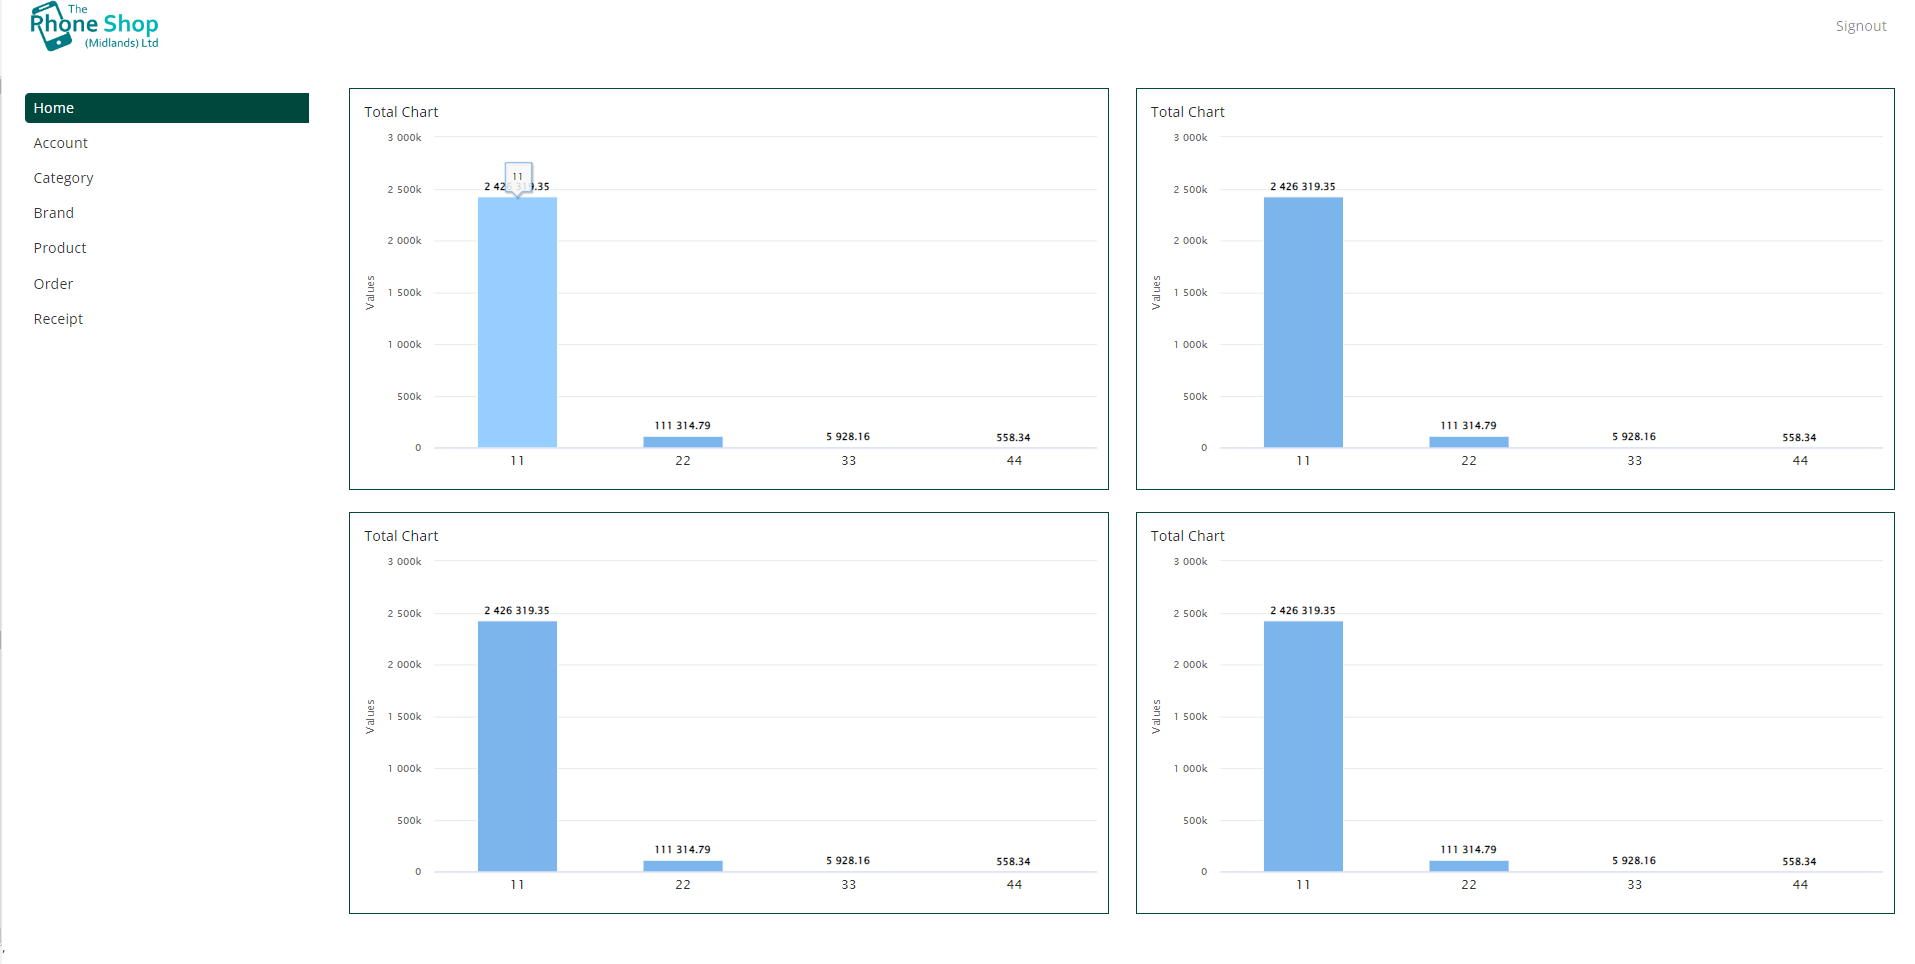 The
Phone Shop
(Midlands) Ltd
Signout
Home
Account
Category
Brand
Product
Order
Receipt
Total Chart
3 000k
2 500k
2 000k
1 500k
1 000k
500k
0
Values
11
2 426 319.35
111 314.79
5 928.16
558.34
11 22 33 44
Total Chart
3 000k
2 500k
2 000k
1 500k
1 000k
500k
0
Values
2 426 319.35
111 314.79
5 928.16
558.34
11 22 33 44
Total Chart
3 000k
2 500k
2 000k
1 500k
1 000k
500k
0
Values
2 426 319.35
111 314.79
5 928.16
558.34
11 22 33 44
Total Chart
3 000k
2 500k
2 000k
1 500k
1 000k
500k
0
Values
2 426 319.35
111 314.79
5 928.16
558.34
11 22 33 44